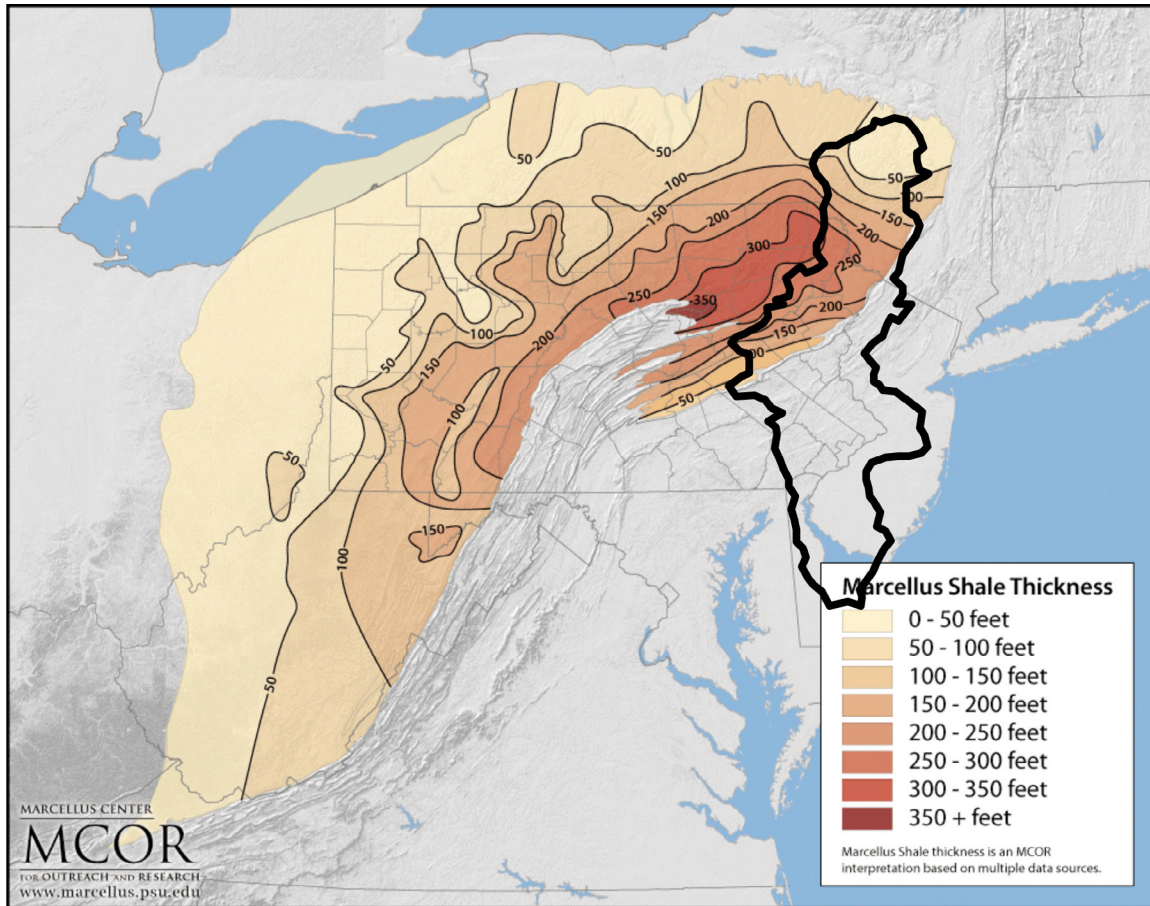 50
50
50
100
100
150
150
200
200
300
250
250
250
-350
200
100
200
150
50
150
50
100
50
150
100
50
Marcellus Shale Thickness
0 - 50 feet
50 - 100 feet
100 - 150 feet
150 - 200 feet
200 - 250 feet
250 - 300 feet
300 - 350 feet
350 + feet
Marcellus Shale thickness is an MCOR
interpretation based on multiple data sources.
MARCELLUS CENTER
MCOR
FOR OUTREACH AND RESEARCH
www.marcellus.psu.edu